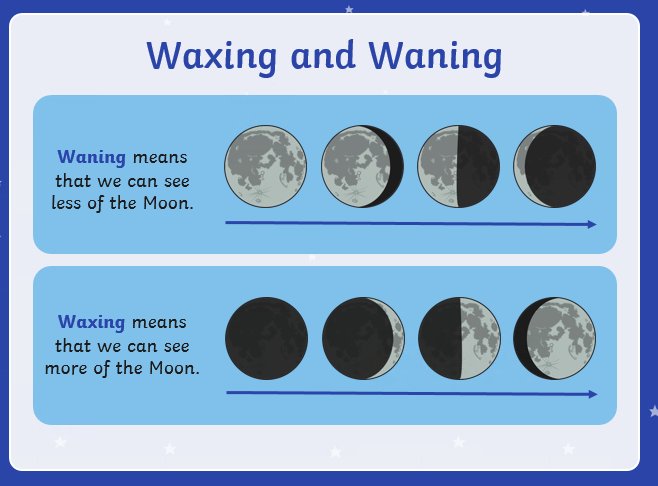 Waxing and Waning
Waning means
that we can see
less of the Moon.
Waxing means
that we can see
more of the Moon.